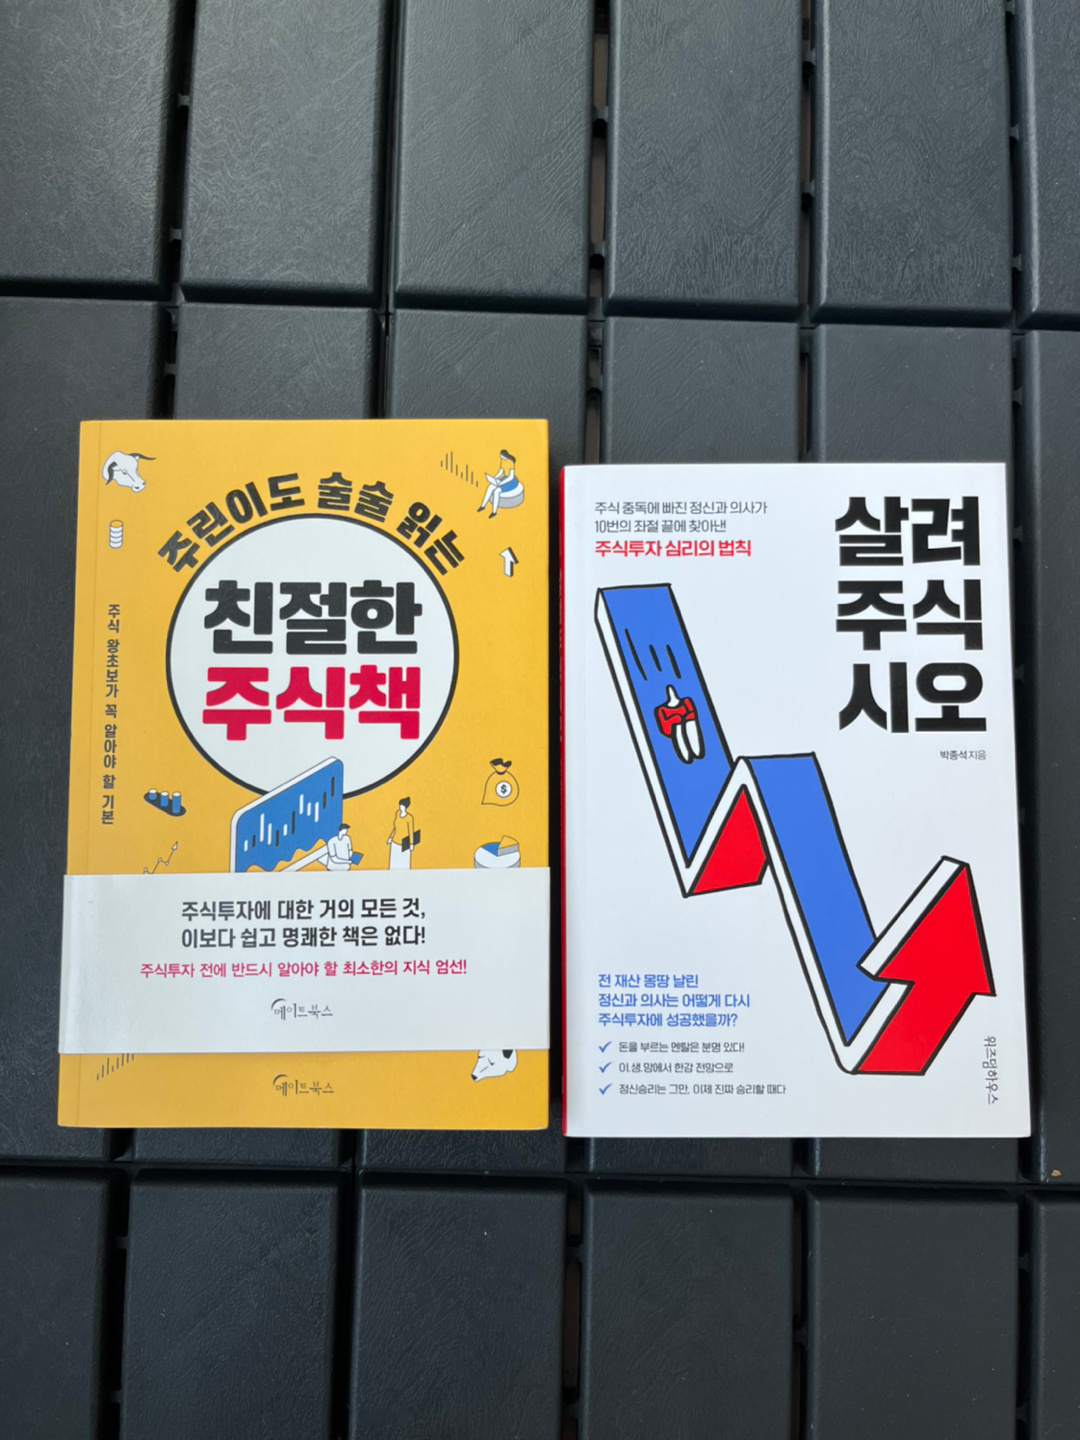 주린이도 술술 읽는
친절한
주식책
주식 왕초보가 꼭 알아야 할 기본
$
주식투자에 대한 거의 모든 것,
이보다 쉽고 명쾌한 책은 없다!
주식투자 전에 반드시 알아야 할 최소한의 지식 엄선!
메이트북스
메이트북스
주식 중독에 빠진 정신과 의사가
10번의 좌절 끝에 찾아낸
주식투자 심리의 법칙
살려
주식
시오
박종석 지음
전 재산 몽땅 날린
정신과 의사는 어떻게 다시
주식투자에 성공했을까?
돈을 부르는 멘탈은 분명 있다!
이.생.망에서 한강 전망으로
정신승리는 그만, 이제 진짜 승리할 때다
위즈덤하우스